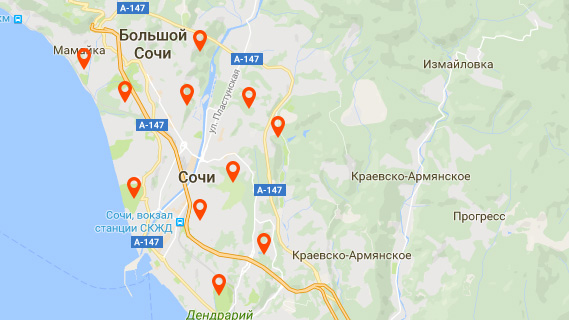 А-147
км
Большой
Сочи
Мамайка
А-147
Измайловка
ул. Пластунская
А-147
Сочи
Краевско-Армянское
А-147
Прогресс
Сочи, вокзал
станции СКЖД
А-147
Краевско-Армянское
Дендрарий